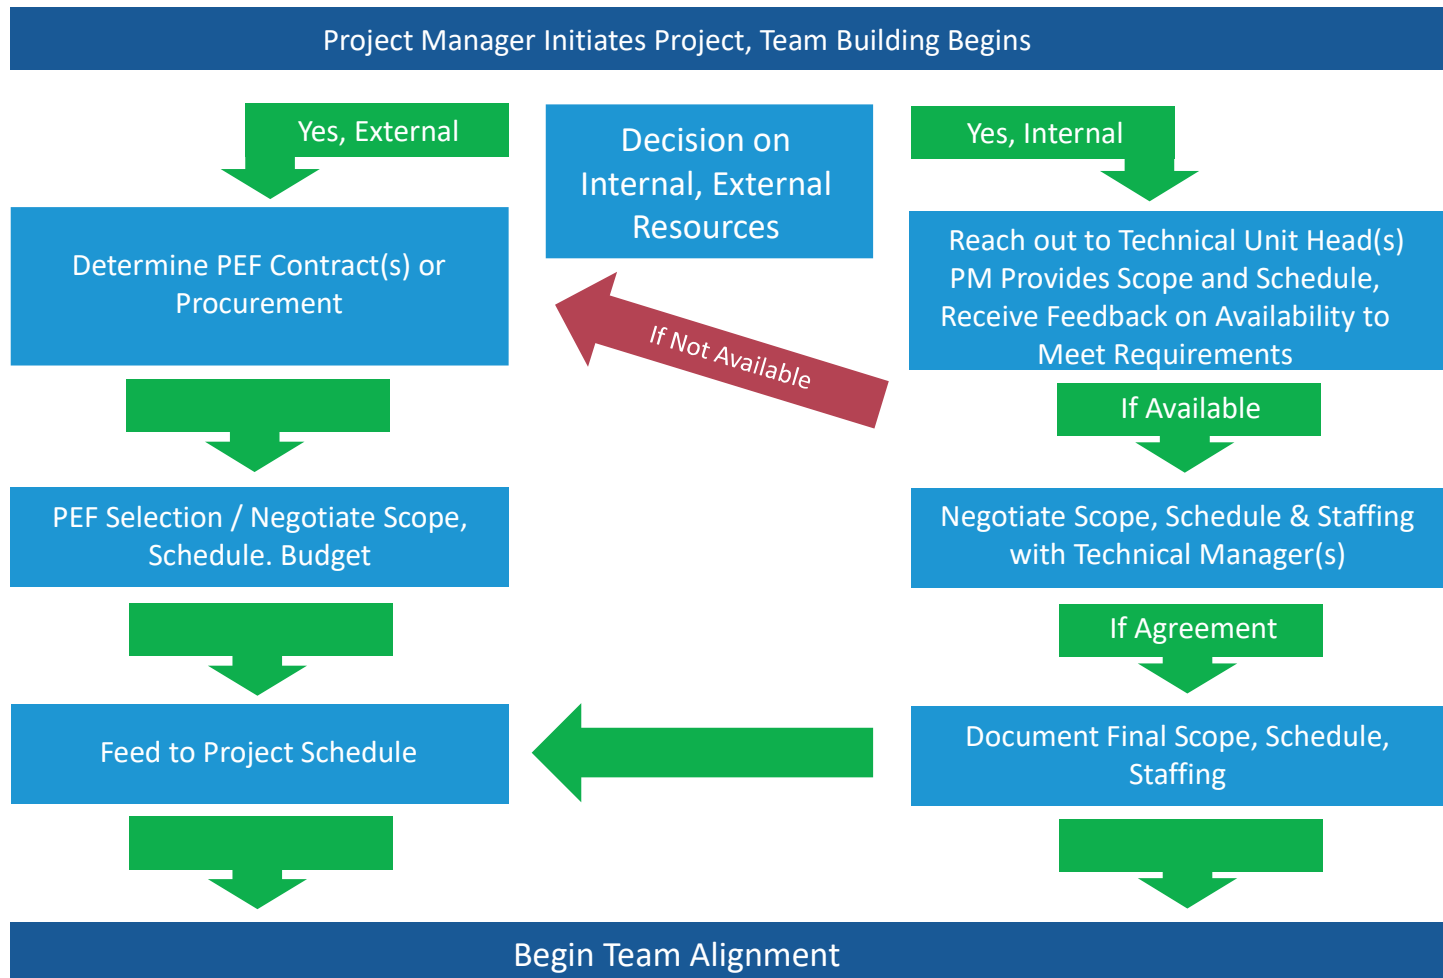 Project Manager Initiates Project, Team Building Begins
Yes, External
Decision on
Internal, External
Resources
Yes, Internal
Determine PEF Contract(s) or
Procurement
Reach out to Technical Unit Head(s)
PM Provides Scope and Schedule,
Receive Feedback on Availability to
Meet Requirements
If Not Available
If Available
PEF Selection / Negotiate Scope,
Schedule. Budget
Negotiate Scope, Schedule & Staffing
with Technical Manager(s)
If Agreement
Feed to Project Schedule
Document Final Scope, Schedule,
Staffing
Begin Team Alignment